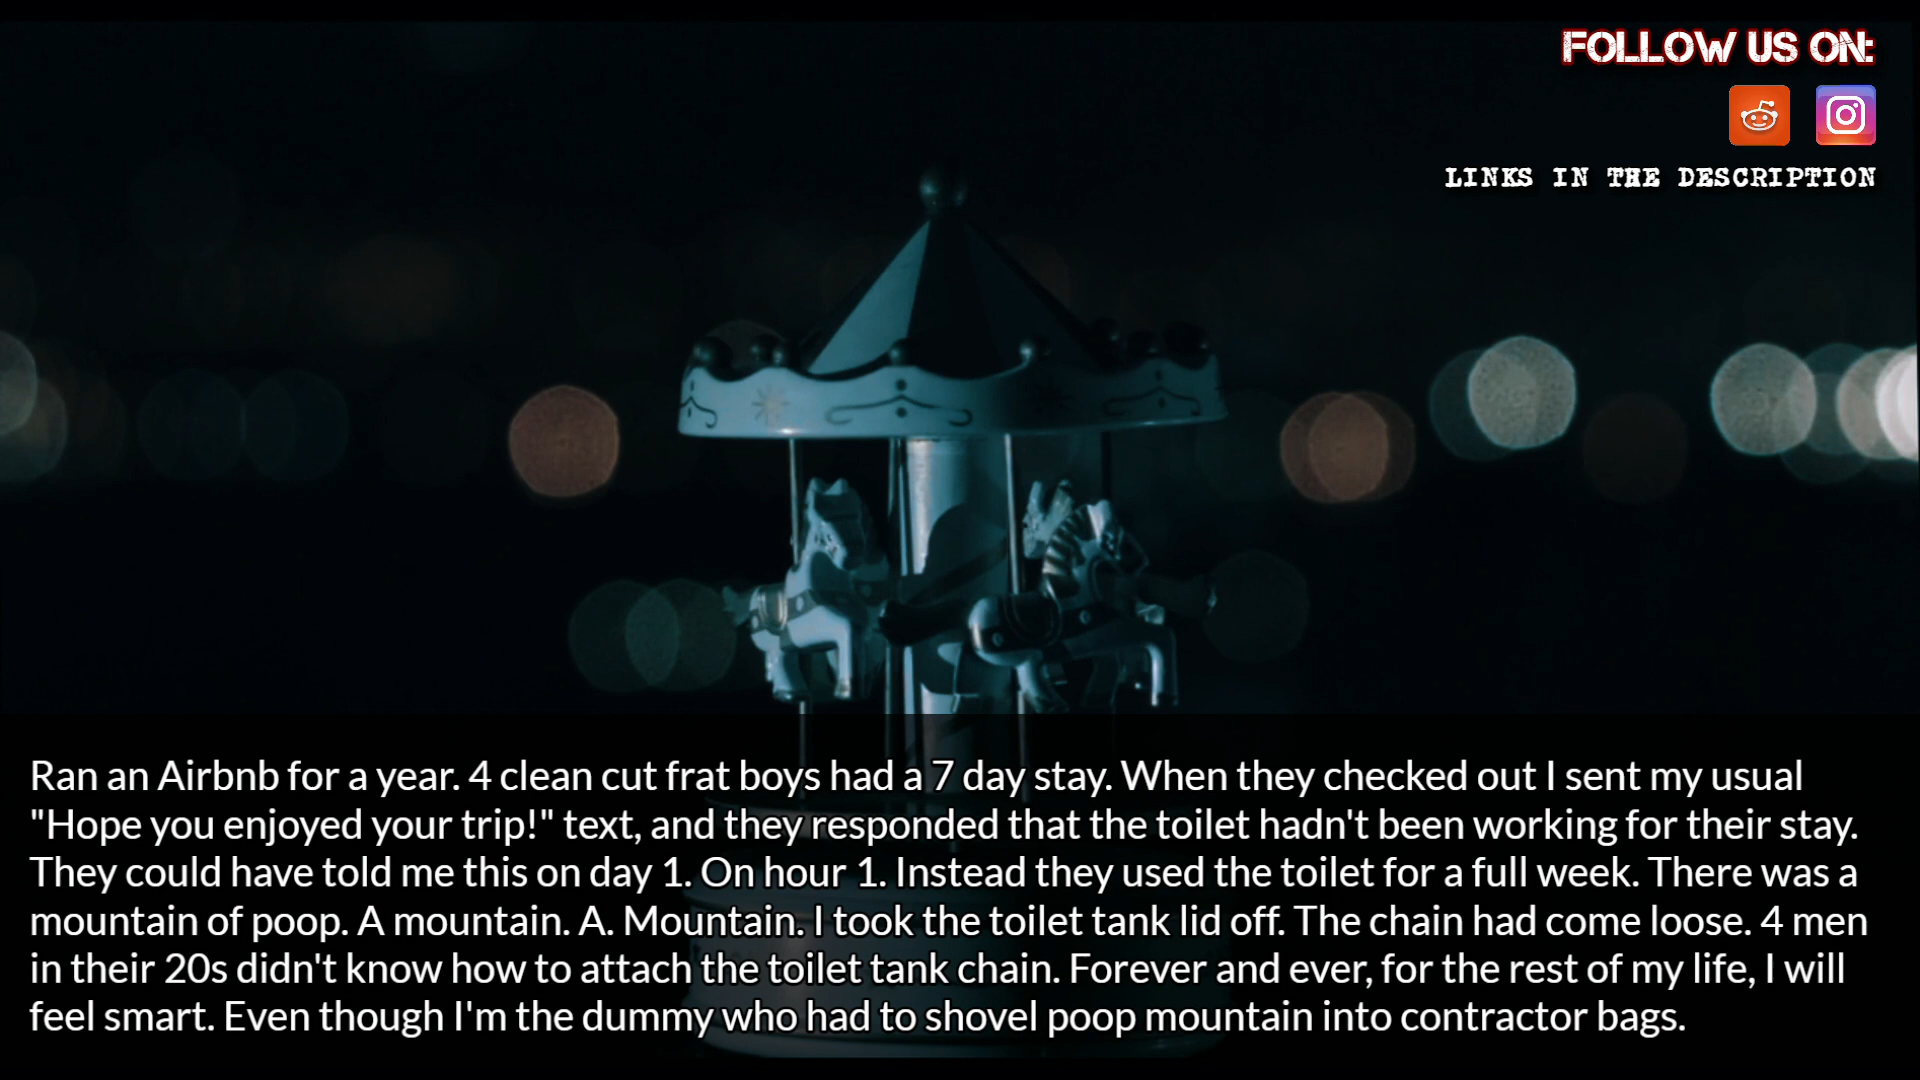 FOLLOW US ON:
LINKS IN THE DESCRIPTION
Ran an Airbnb for a year. 4 clean cut frat boys had a 7 day stay. When they checked out I sent my usual
"Hope you enjoyed your trip!" text, and they responded that the toilet hadn't been working for their stay.
They could have told me this on day 1. On hour 1. Instead they used the toilet for a full week. There was a
mountain of poop. A mountain. A. Mountain. I took the toilet tank lid off. The chain had come loose. 4 men
in their 20s didn't know how to attach the toilet tank chain. Forever and ever, for the rest of my life, I will
feel smart. Even though I'm the dummy who had to shovel poop mountain into contractor bags.